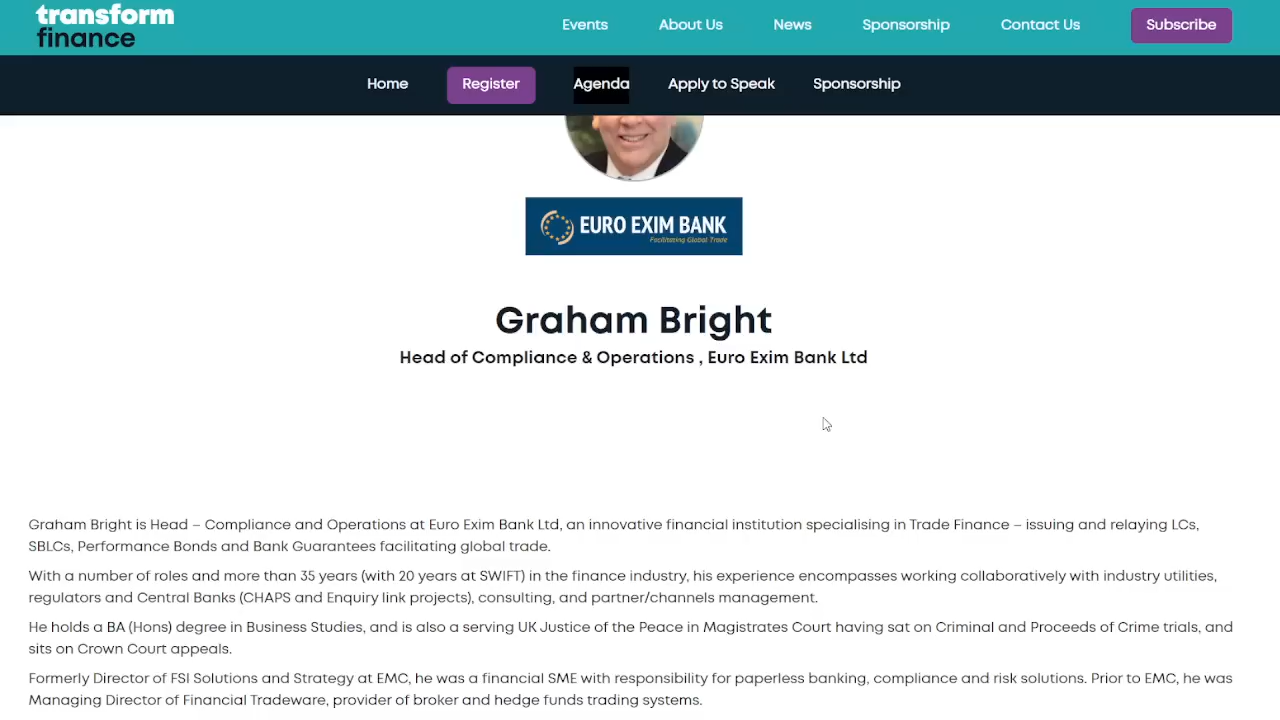 transform
finance
Events About Us News Sponsorship Contact Us Subscribe
Home Register Agenda Apply to Speak Sponsorship
EURO EXIM BANK
Facilitating Global Trade
Graham Bright
Head of Compliance & Operations , Euro Exim Bank Ltd
Graham Bright is Head – Compliance and Operations at Euro Exim Bank Ltd, an innovative financial institution specialising in Trade Finance – issuing and relaying LCs,
SBLCs, Performance Bonds and Bank Guarantees facilitating global trade.
With a number of roles and more than 35 years (with 20 years at SWIFT) in the finance industry, his experience encompasses working collaboratively with industry utilities,
regulators and Central Banks (CHAPS and Enquiry link projects), consulting, and partner/channels management.
He holds a BA (Hons) degree in Business Studies, and is also a serving UK Justice of the Peace in Magistrates Court having sat on Criminal and Proceeds of Crime trials, and
sits on Crown Court appeals.
Formerly Director of FSI Solutions and Strategy at EMC, he was a financial SME with responsibility for paperless banking, compliance and risk solutions. Prior to EMC, he was
Managing Director of Financial Tradeware, provider of broker and hedge funds trading systems.